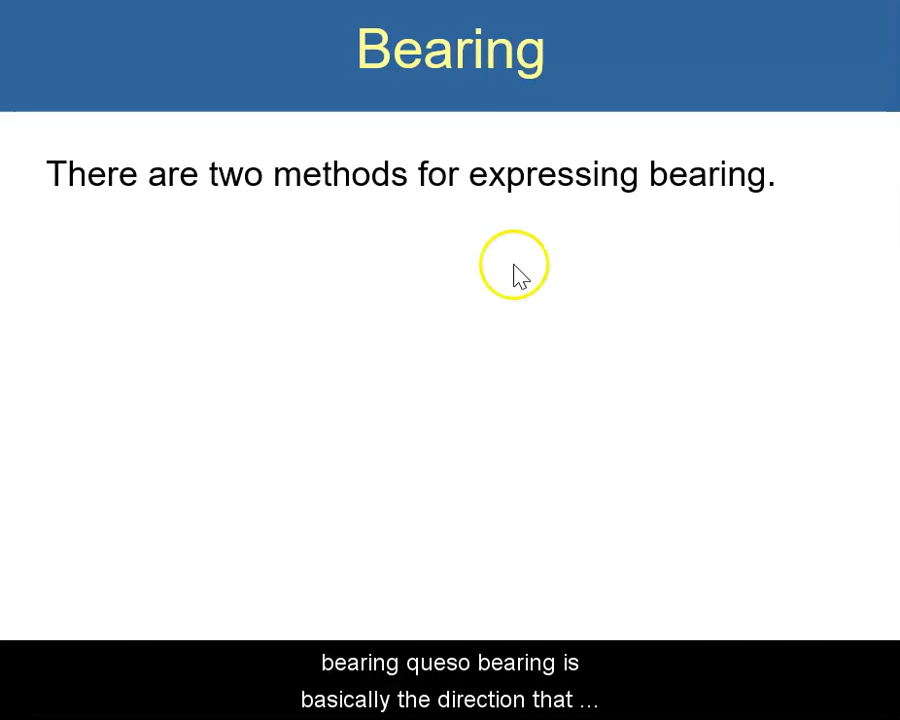 Bearing
There are two methods for expressing bearing.
bearing queso bearing is
basically the direction that ...